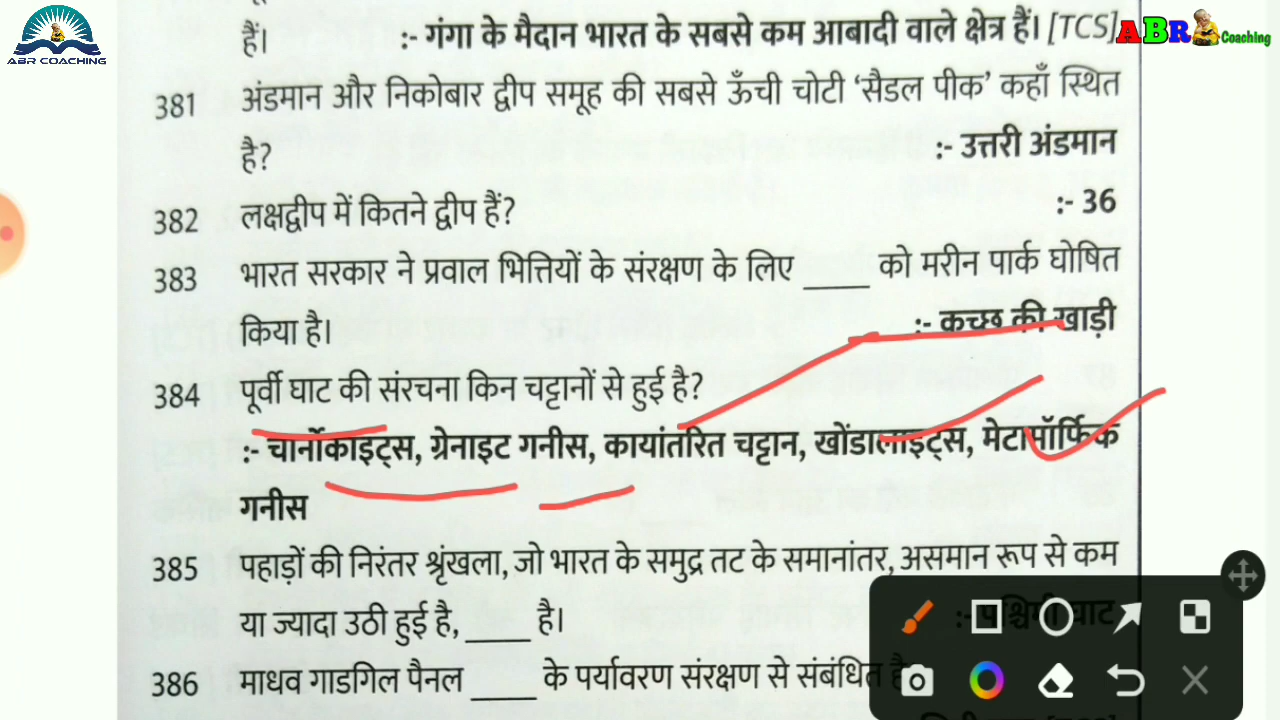 हैं। :- गंगा के मैदान भारत के सबसे कम आबादी वाले क्षेत्र हैं। [TCS]
ABR Coaching
ABR COACHING
381 अंडमान और निकोबार द्वीप समूह की सबसे ऊँची चोटी ‘सैडल पीक’ कहाँ स्थित
है? :- उत्तरी अंडमान
382 लक्षद्वीप में कितने द्वीप हैं? :- 36
383 भारत सरकार ने प्रवाल भित्तियों के संरक्षण के लिए ____ को मरीन पार्क घोषित
किया है। :- कच्छ की खाड़ी
384 पूर्वी घाट की संरचना किन चट्टानों से हुई है?
:- चार्नोकाइट्स, ग्रेनाइट गनीस, कायांतरित चट्टान, खोंडालाइट्स, मेटामॉर्फिक
गनीस
385 पहाड़ों की निरंतर श्रृंखला, जो भारत के समुद्र तट के समानांतर, असमान रूप से कम
या ज्यादा उठी हुई है, ____ है। :- पश्चिमी घाट
386 माधव गाडगिल पैनल ____ के पर्यावरण संरक्षण से संबंधित है